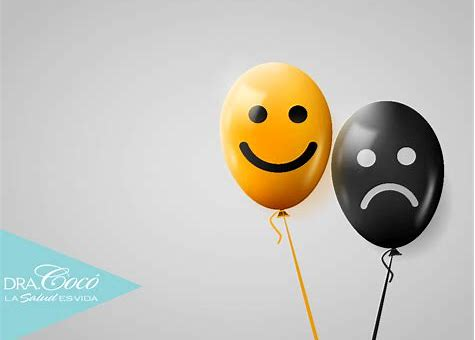 DRA. Cocó
LA Salud ES VIDA